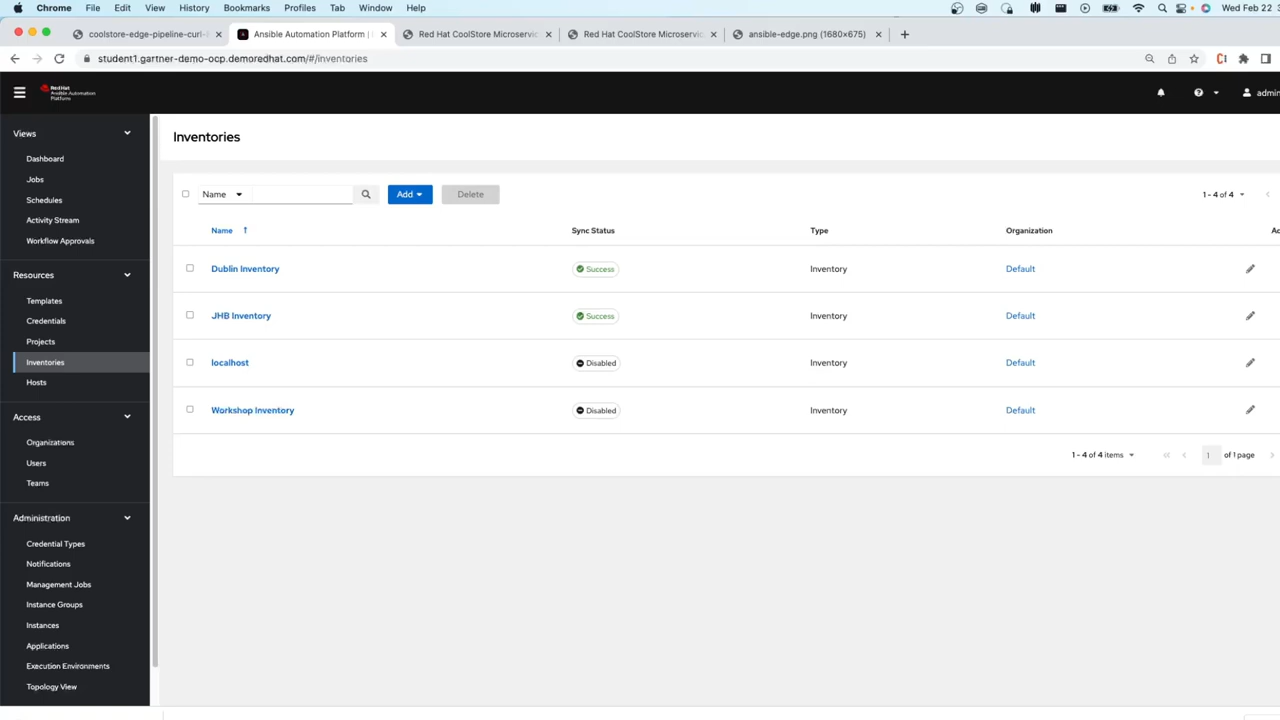 Chrome File Edit View History Bookmarks Profiles Tab Window Help Wed Feb 22 3
coolstore-edge-pipeline-curl- Ansible Automation Platform | Red Hat CoolStore Microservic Red Hat CoolStore Microservic ansible-edge.png (1680×675)
student1.gartner-demo-ocp.demoredhat.com/#/inventories
Red Hat
Ansible Automation
Platform
admin
Views
Dashboard
Jobs
Schedules
Activity Stream
Workflow Approvals
Resources
Templates
Credentials
Projects
Inventories
Hosts
Access
Organizations
Users
Teams
Administration
Credential Types
Notifications
Management Jobs
Instance Groups
Instances
Applications
Execution Environments
Topology View
Inventories
Name Add Delete 1 - 4 of 4
Name Sync Status Type Organization Ac
Dublin Inventory Success Inventory Default
JHB Inventory Success Inventory Default
localhost Disabled Inventory Default
Workshop Inventory Disabled Inventory Default
1 - 4 of 4 items 1 of 1 page